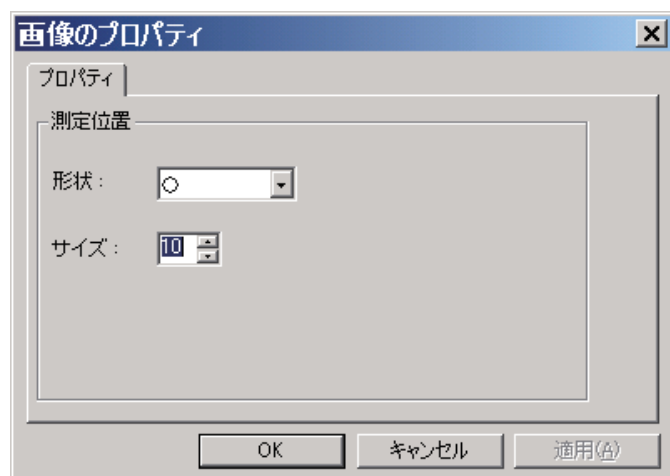 画像のプロパティ
プロパティ
測定位置
形状： ○
サイズ： 10
OK キャンセル 適用(A)